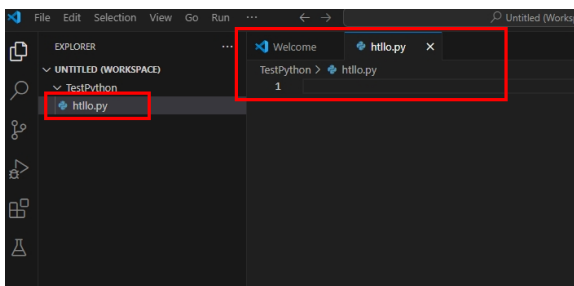 File Edit Selection View Go Run ... Untitled (Works
EXPLORER ...
UNTITLED (WORKSPACE)
TestPython
htllo.py
Welcome htllo.py
TestPython > htllo.py
1